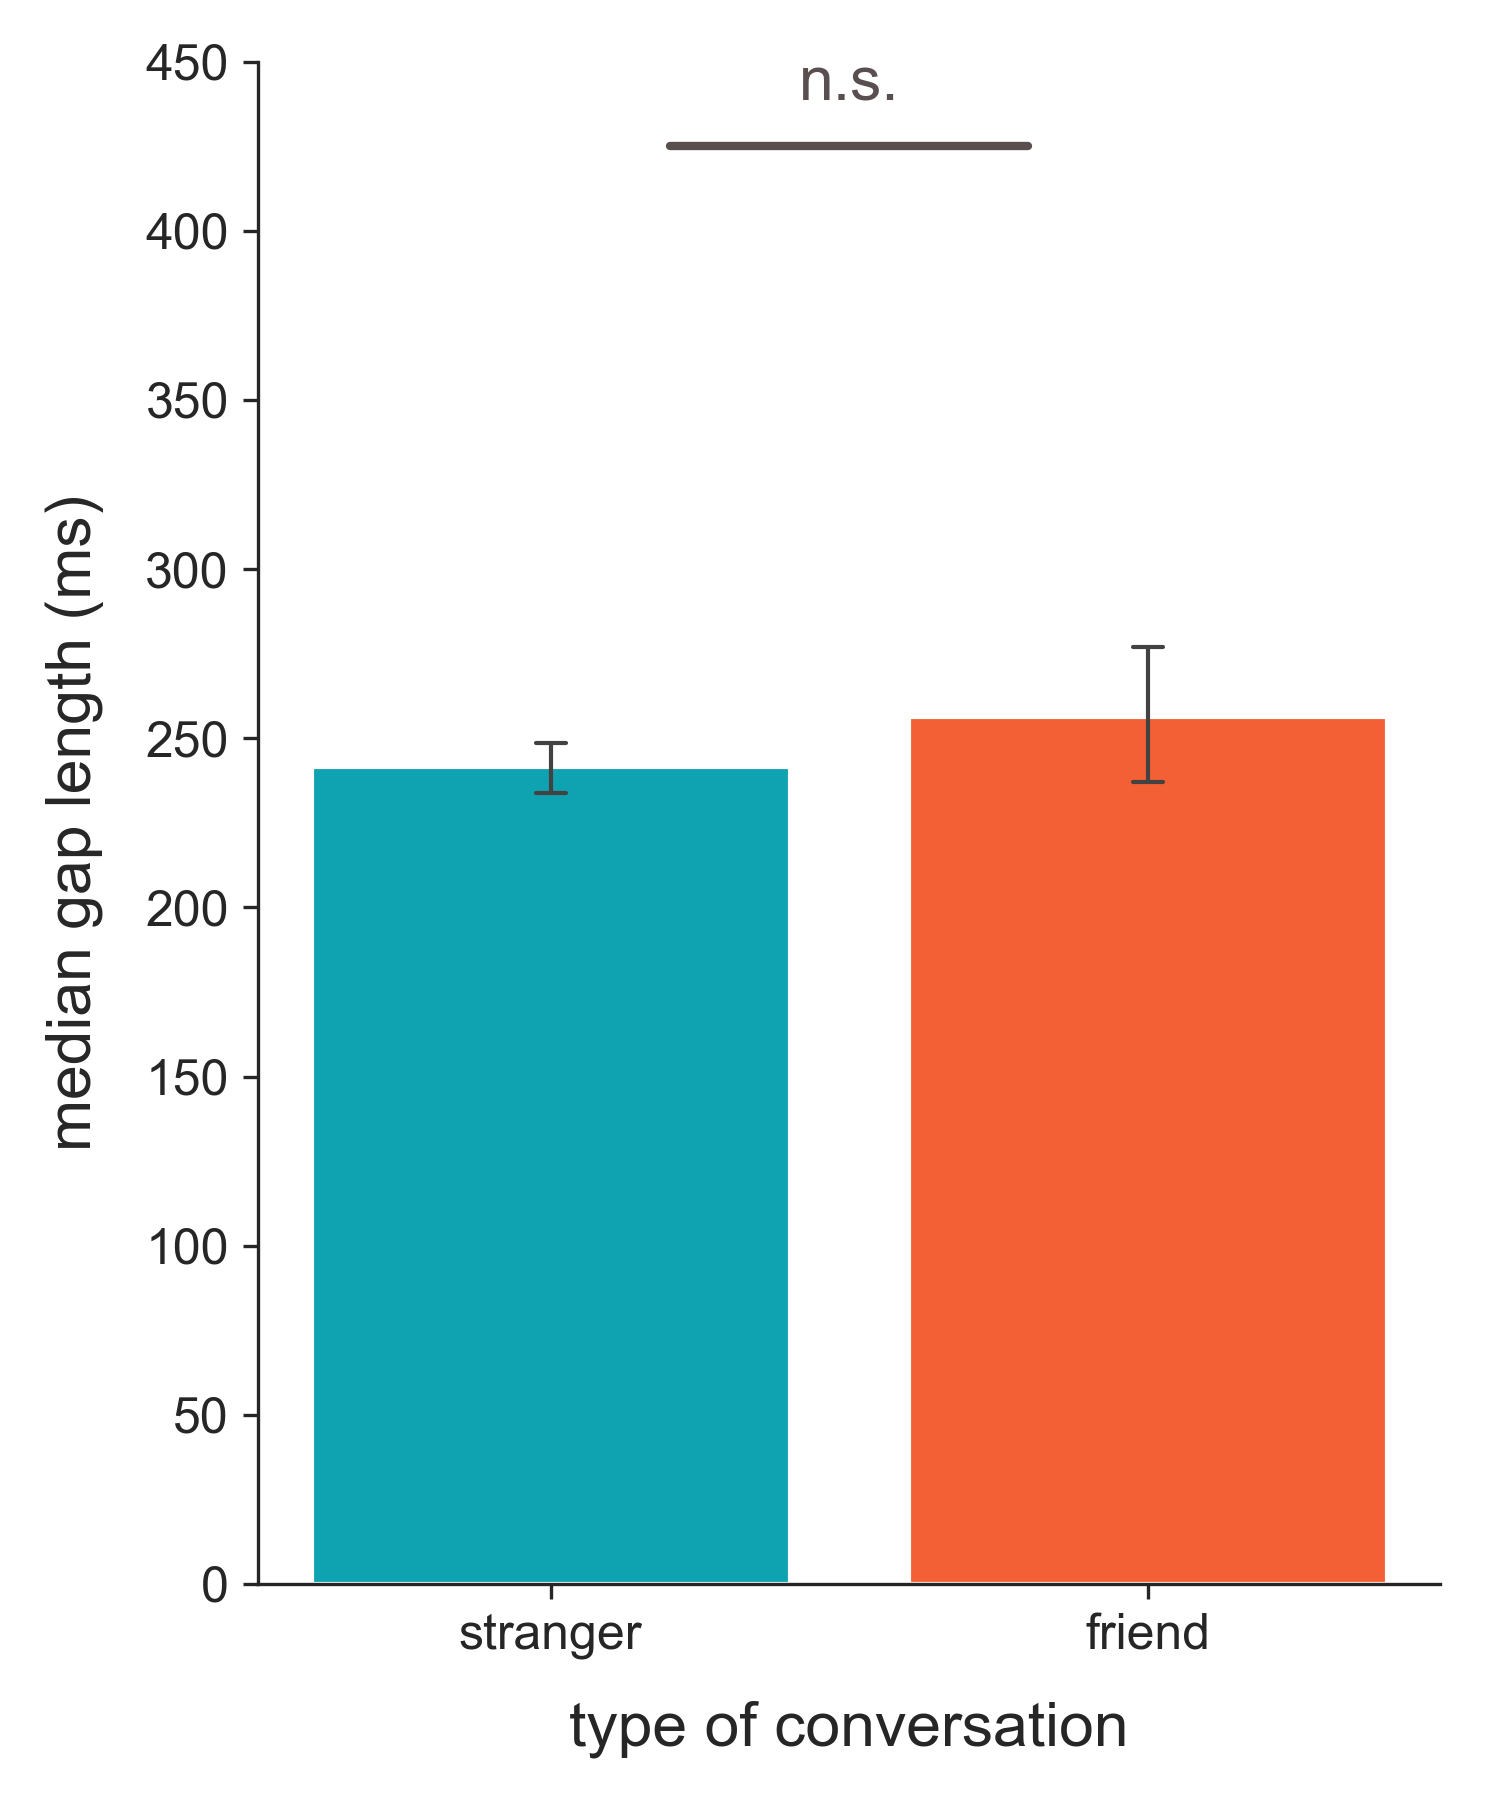 n.s.
450
400
350
300
250
200
150
100
50
0
median gap length (ms)
stranger
friend
type of conversation